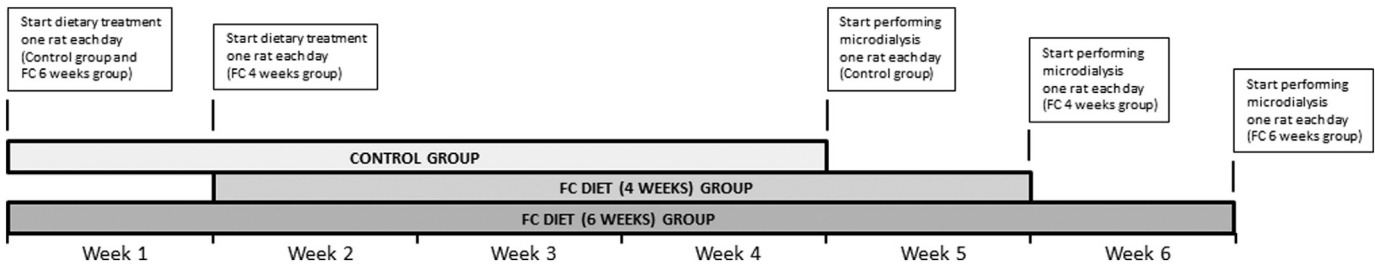 Start dietary treatment
one rat each day
(Control group and
FC 6 weeks group)
Start dietary treatment
one rat each day
(FC 4 weeks group)
Start performing
microdialysis
one rat each day
(Control group)
Start performing
microdialysis
one rat each day
(FC 4 weeks group)
Start performing
microdialysis
one rat each day
(FC 6 weeks group)
CONTROL GROUP
FC DIET (4 WEEKS) GROUP
FC DIET (6 WEEKS) GROUP
Week 1 Week 2 Week 3 Week 4 Week 5 Week 6